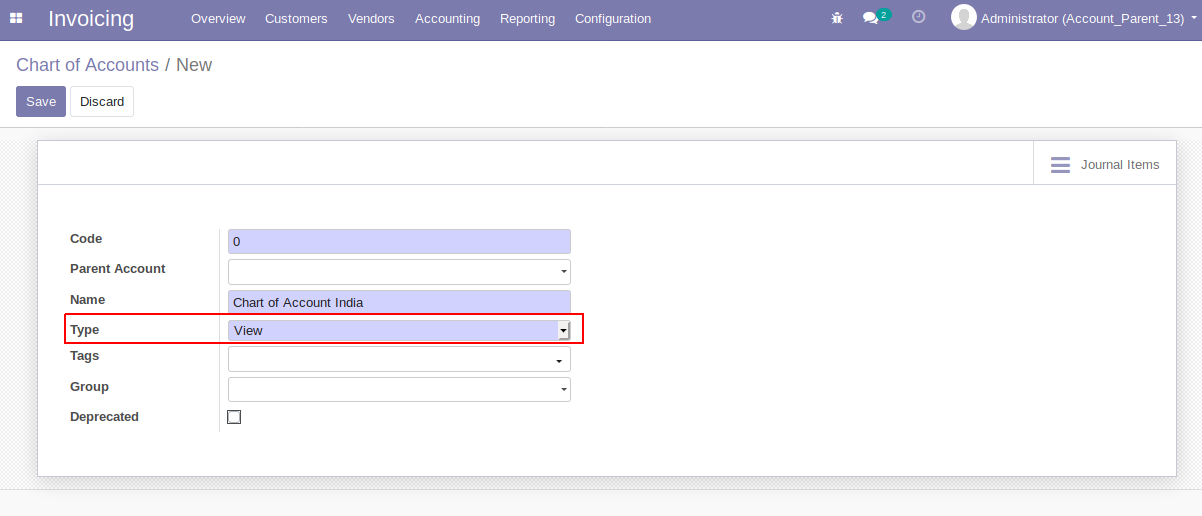 Invoicing Overview Customers Vendors Accounting Reporting Configuration 2 Administrator (Account_Parent_13)
Chart of Accounts / New
Save Discard
Journal Items
Code 0
Parent Account
Name Chart of Account India
Type View
Tags
Group
Deprecated